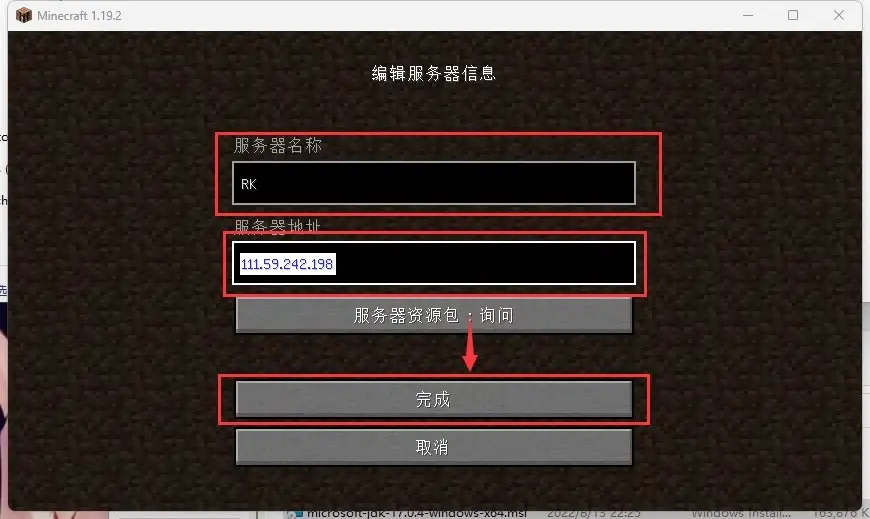 Minecraft 1.19.2
编辑服务器信息
服务器名称
RK
服务器地址
111.59.242.198
服务器资源包：询问
完成
取消
microsoft-jdk-17.0.4-windows-x64.msi 2022/8/13 22:23 Windows Install... 163,876 K